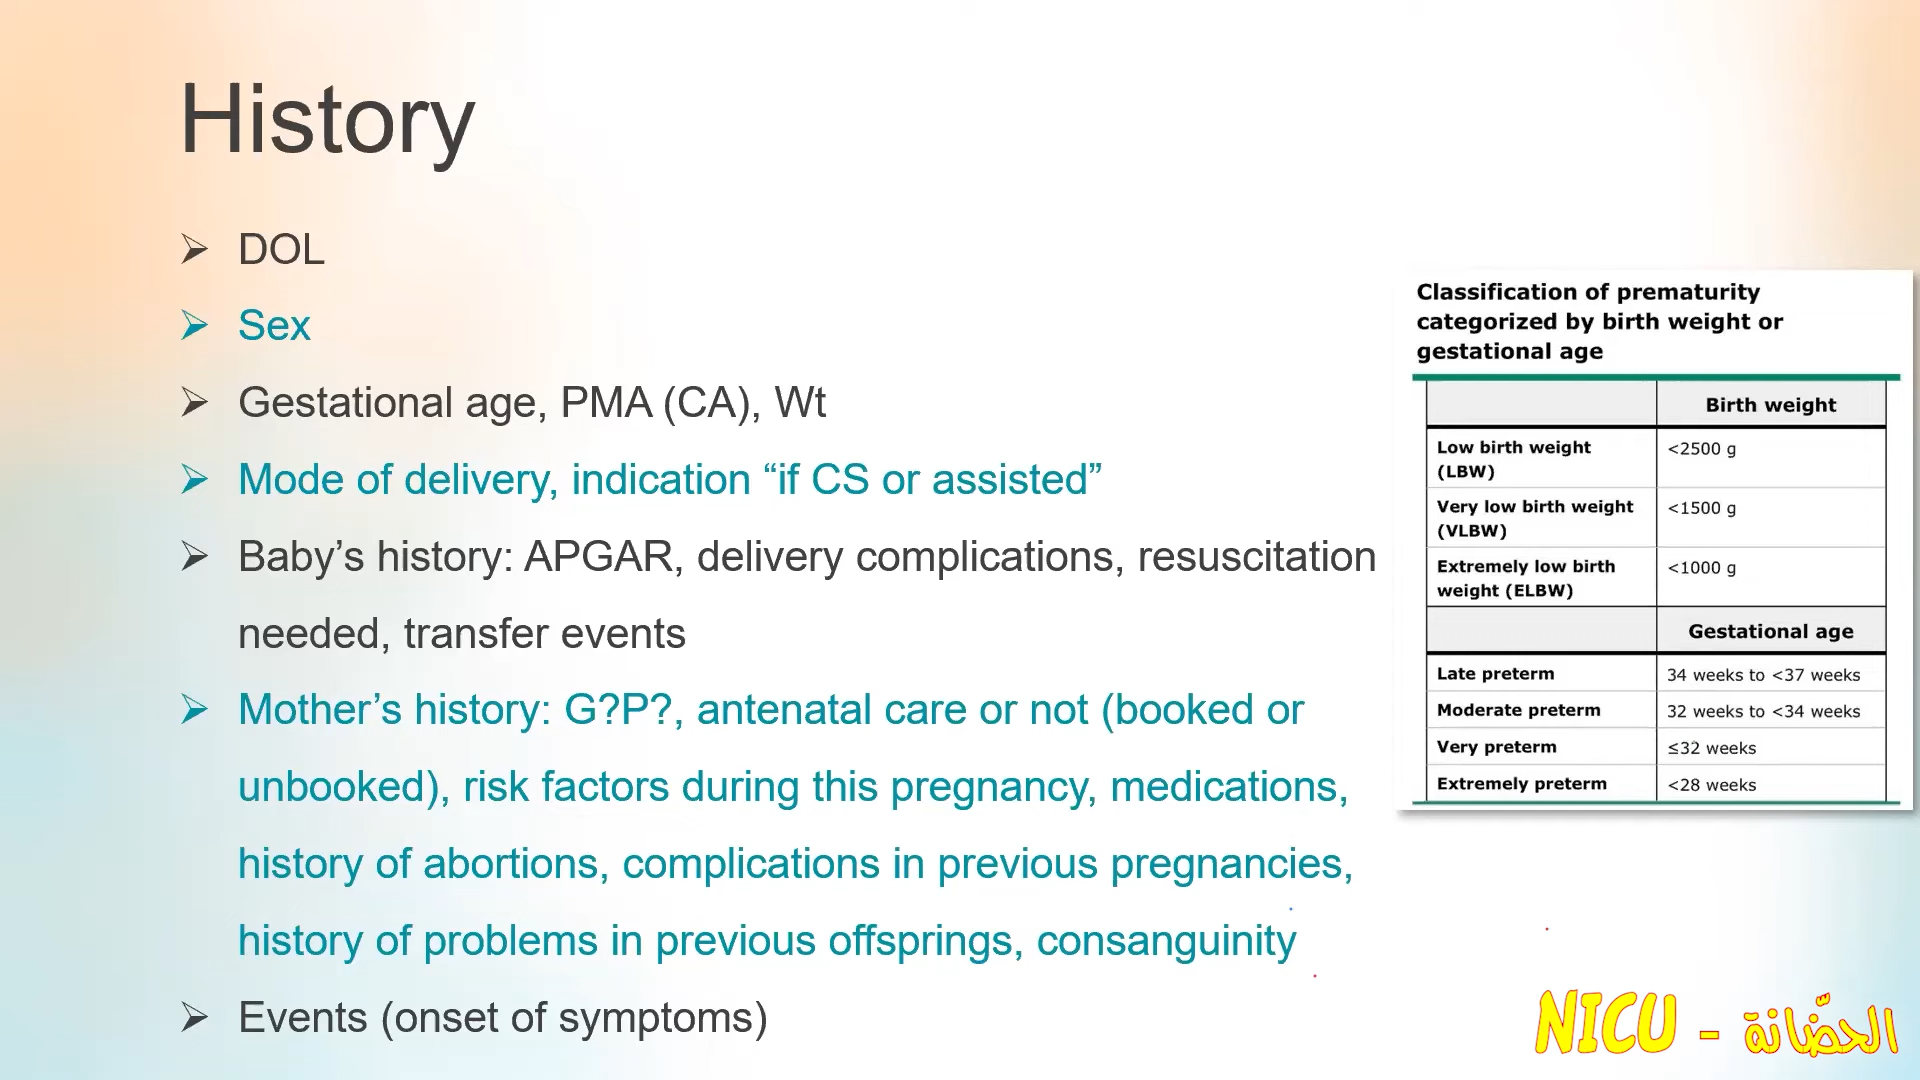 History
➢ DOL
➢ Sex
➢ Gestational age, PMA (CA), Wt
➢ Mode of delivery, indication “if CS or assisted”
➢ Baby’s history: APGAR, delivery complications, resuscitation
needed, transfer events
➢ Mother’s history: G?P?, antenatal care or not (booked or
unbooked), risk factors during this pregnancy, medications,
history of abortions, complications in previous pregnancies,
history of problems in previous offsprings, consanguinity
➢ Events (onset of symptoms)
Classification of prematurity
categorized by birth weight or
gestational age
Birth weight
Low birth weight <2500 g
(LBW)
Very low birth weight <1500 g
(VLBW)
Extremely low birth <1000 g
weight (ELBW)
Gestational age
Late preterm 34 weeks to <37 weeks
Moderate preterm 32 weeks to <34 weeks
Very preterm ≤32 weeks
Extremely preterm <28 weeks
NICU - الحضّانة